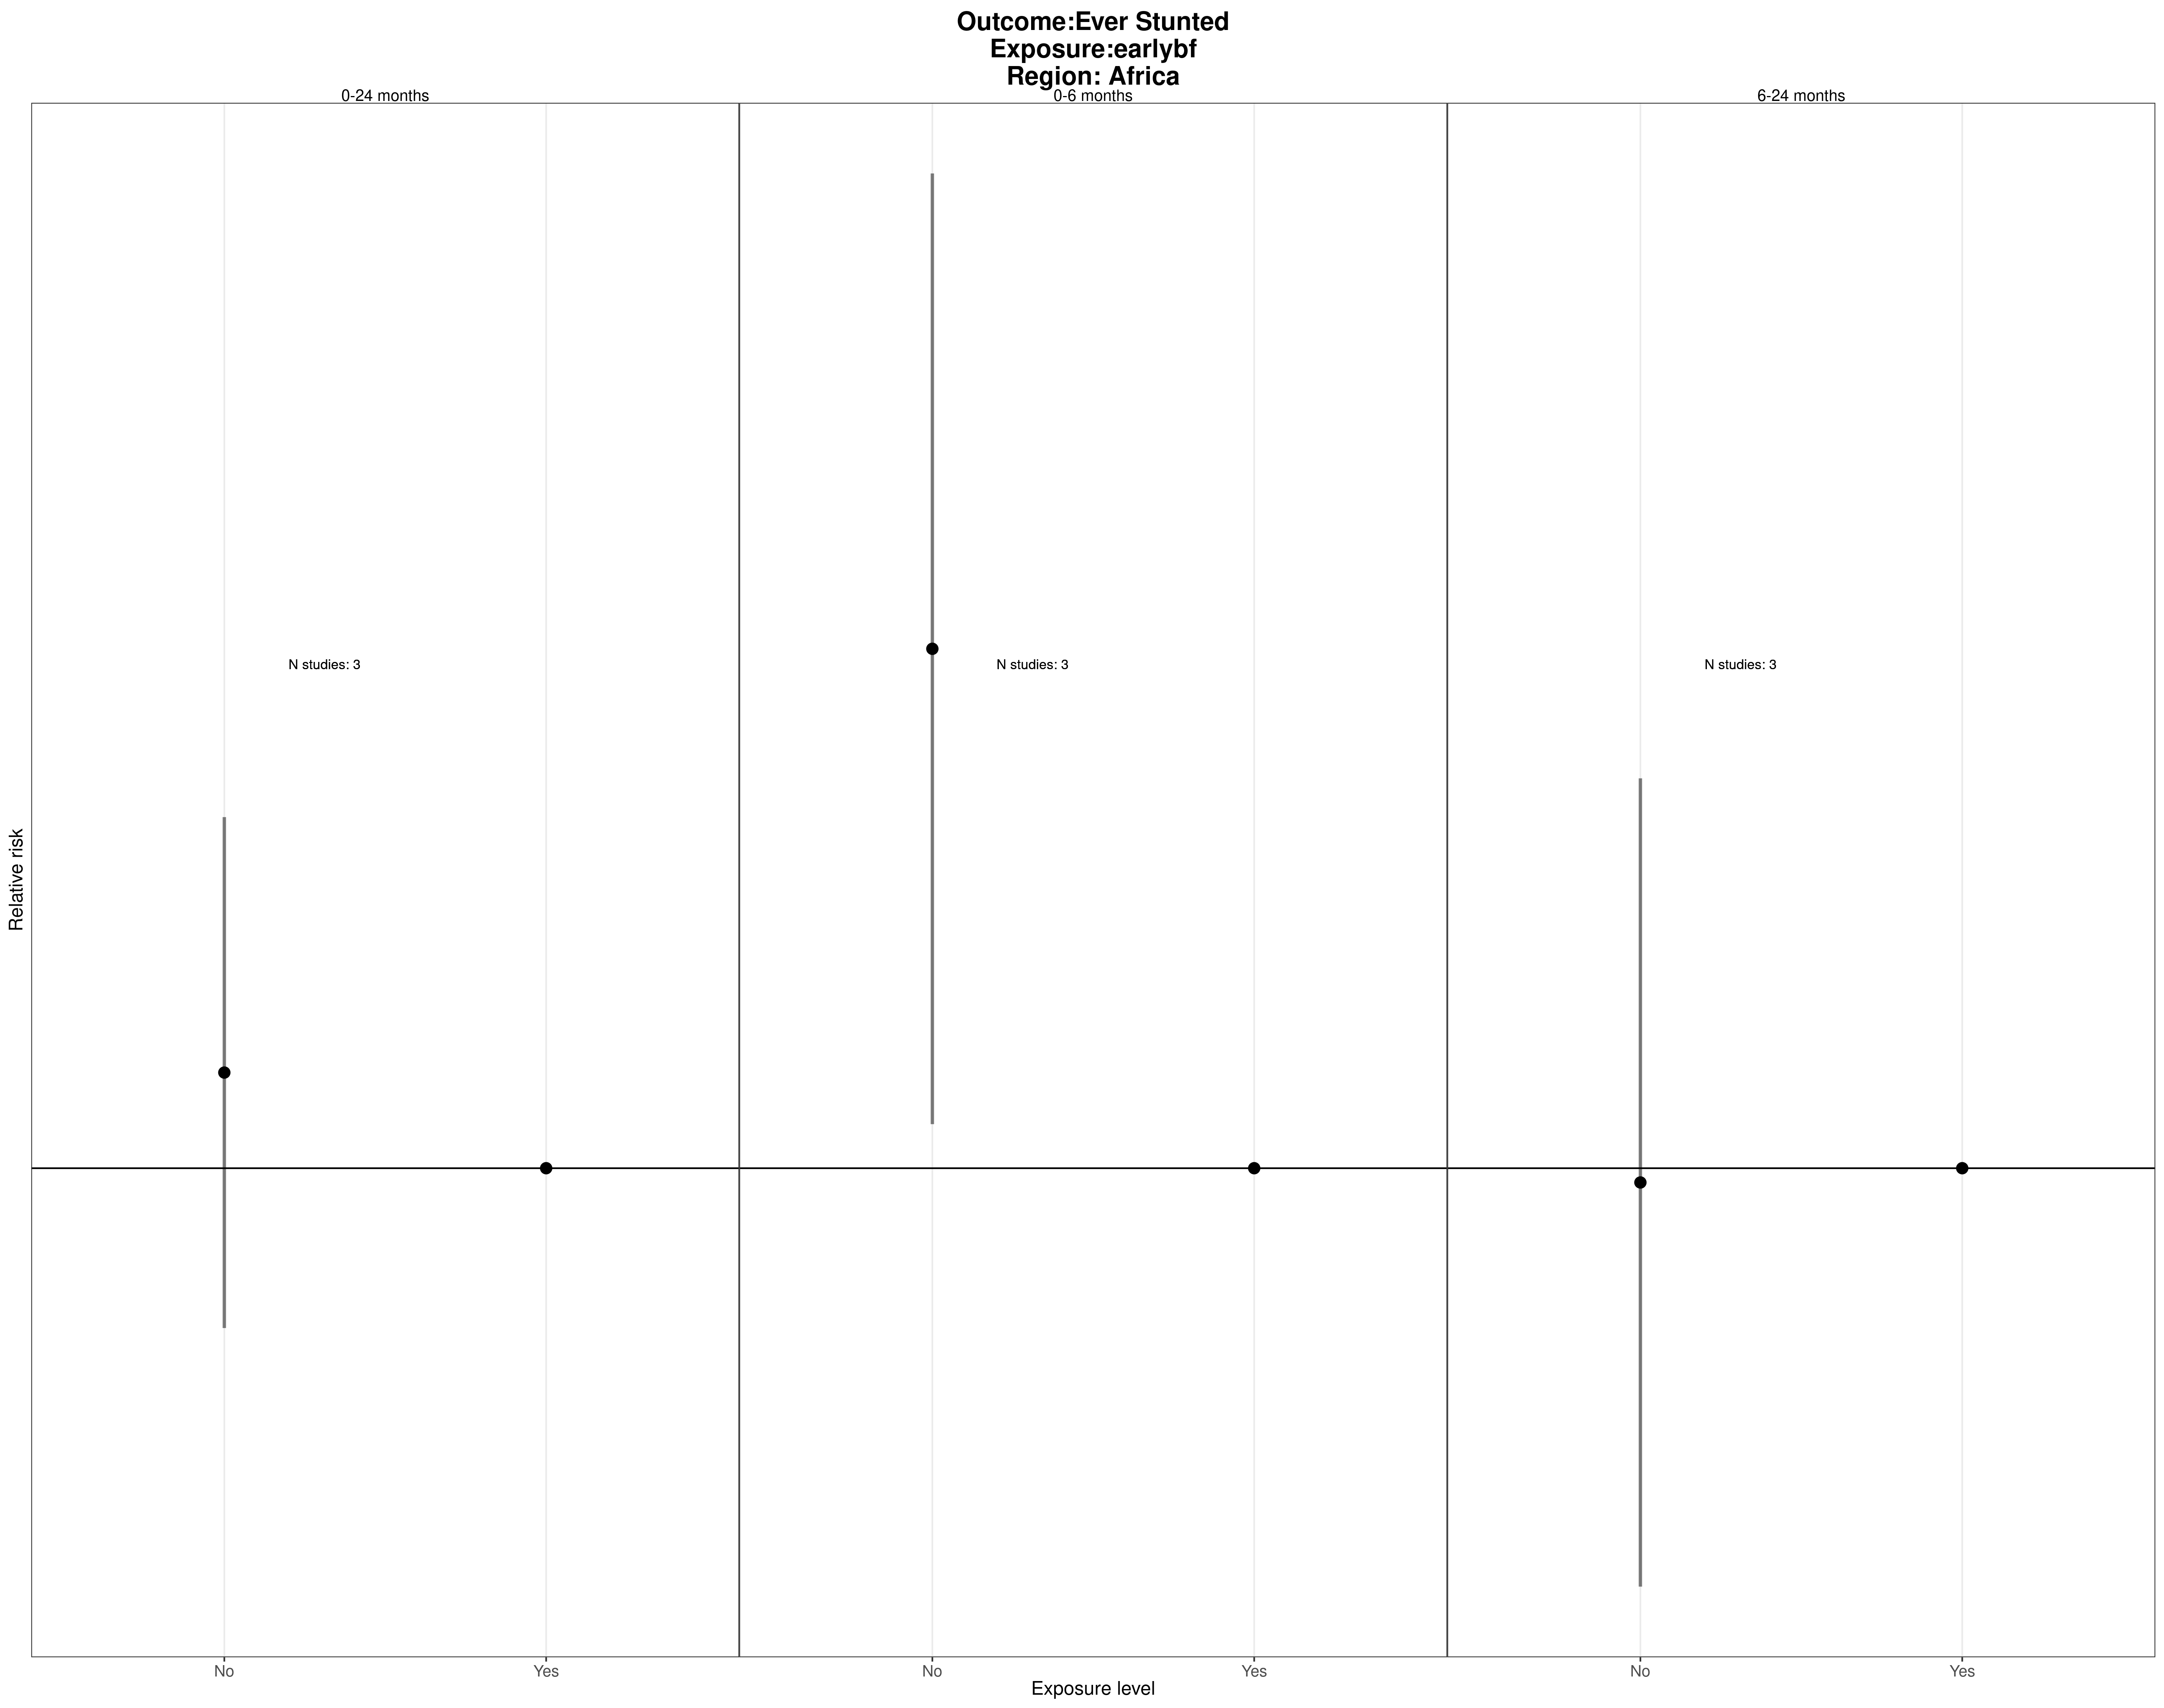 Outcome:Ever Stunted
Exposure:earlybf
Region: Africa
0-24 months
0-6 months
6-24 months
N studies: 3
N studies: 3
N studies: 3
Relative risk
No
Yes
No
Yes
No
Yes
Exposure level